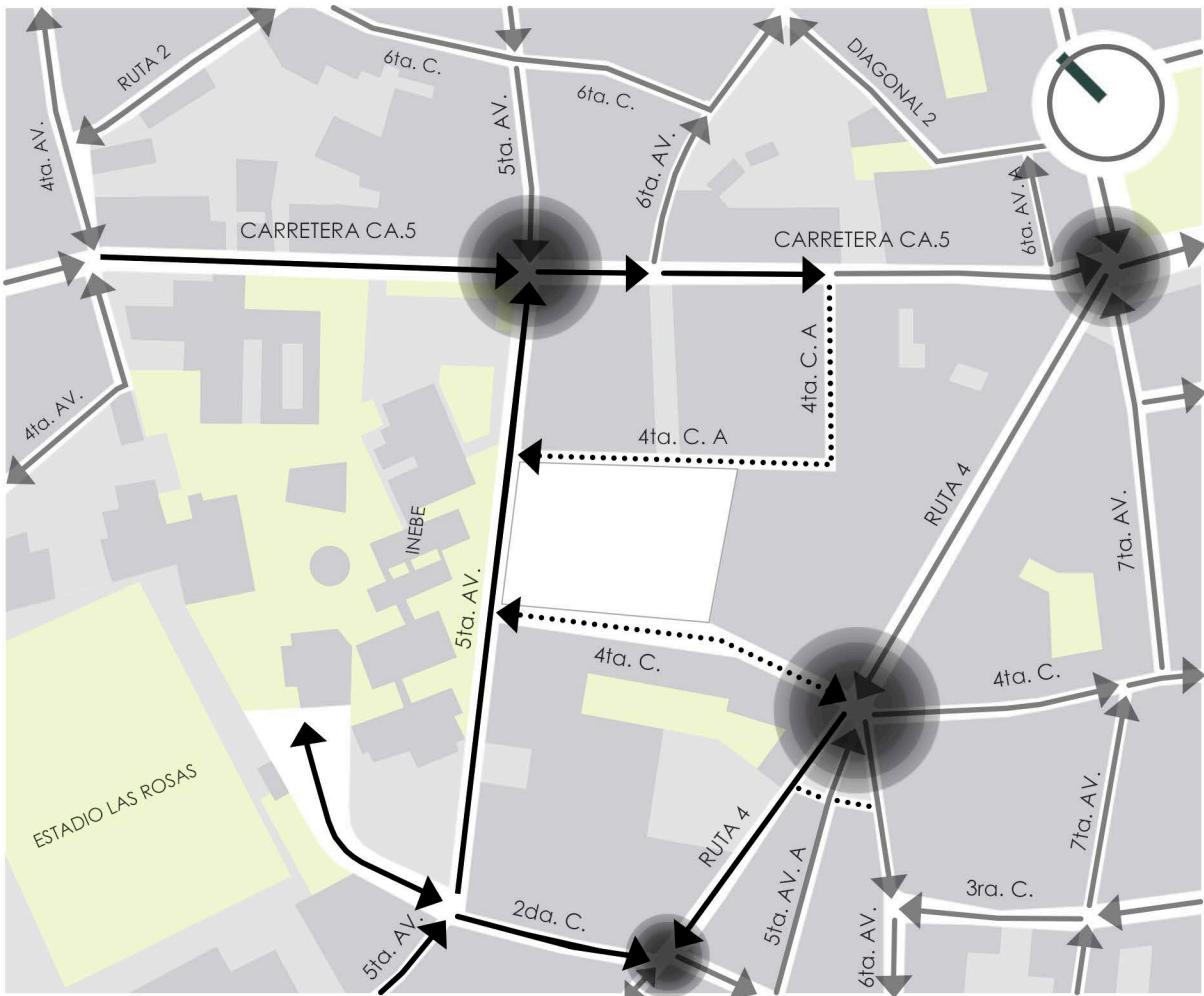 6ta. C.
DIAGONAL 2
RUTA 2
6ta. C.
5ta. AV.
4ta. AV.
6ta. AV.
6ta. AV. A
CARRETERA CA.5
CARRETERA CA.5
4ta. C. A
4ta. AV.
4ta. C. A
RUTA 4
INEBE
7ta. AV.
5ta. AV.
4ta. C.
4ta. C.
ESTADIO LAS ROSAS
RUTA 4
7ta. AV.
5ta. AV. A
3ra. C.
2da. C.
5ta. AV.
6ta. AV.